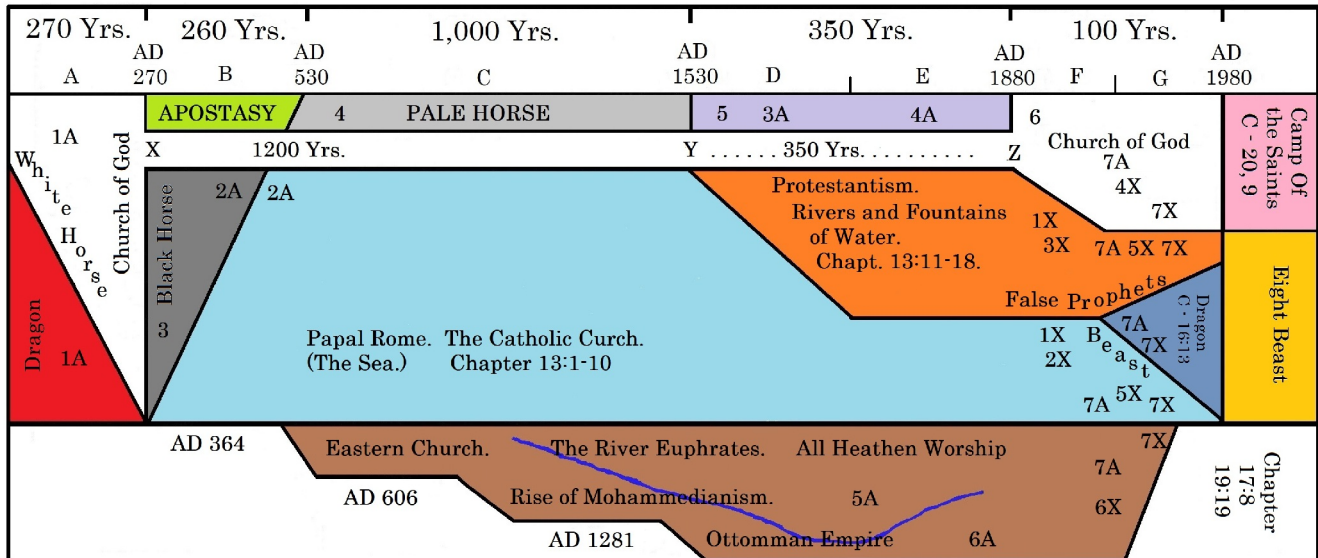 270 Yrs. 260 Yrs. 1,000 Yrs. 350 Yrs. 100 Yrs.
AD AD AD AD AD
A 270 B 530 C 1530 D E 1880 F G 1980
APOSTASY 4 PALE HORSE 5 3A 4A 6
X 1200 Yrs. Y . . . . . . 350 Yrs. . . . . . . . . . . Z
1A
White Horse
Church of God
Dragon
1A
2A 2A
Black Horse
3
Protestantism.
Rivers and Fountains
of Water.
Chapt. 13:11-18.
Church of God
7A
4X
7X
1X
3X 7A 5X 7X
False Prophets
Papal Rome. The Catholic Curch.
(The Sea.) Chapter 13:1-10
1X Beast
2X
5X
7A 7X
7A
7X
Dragon
C - 16:13
Camp Of
the Saints
C - 20, 9
Eight Beast
AD 364
Eastern Church. The River Euphrates. All Heathen Worship
7X
7A
AD 606 Rise of Mohammedianism. 5A 6X
AD 1281 Ottomman Empire 6A
Chapter
17:8
19:19